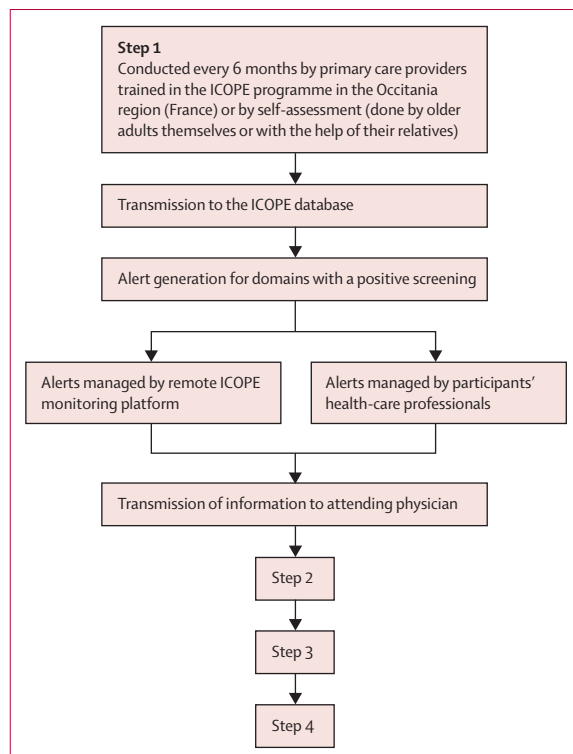 Step 1
Conducted every 6 months by primary care providers
trained in the ICOPE programme in the Occitania
region (France) or by self-assessment (done by older
adults themselves or with the help of their relatives)
Transmission to the ICOPE database
Alert generation for domains with a positive screening
Alerts managed by remote ICOPE
monitoring platform
Alerts managed by participants’
health-care professionals
Transmission of information to attending physician
Step 2
Step 3
Step 4